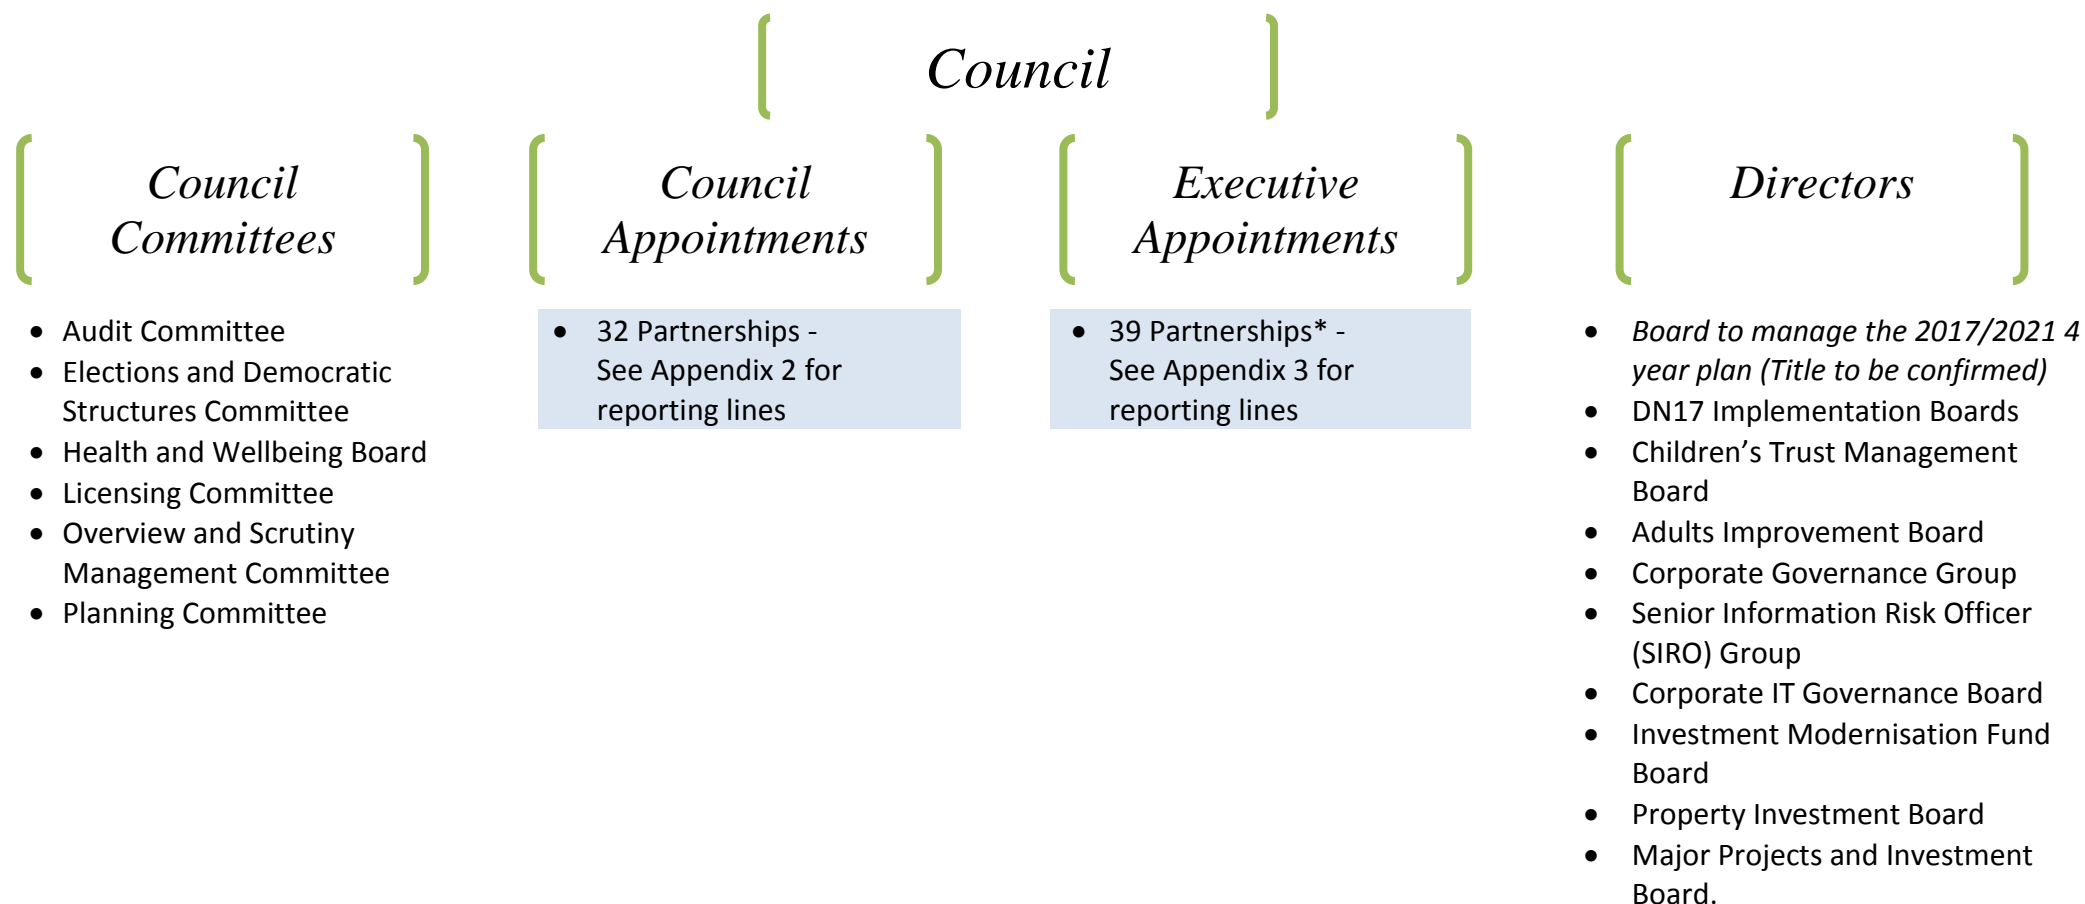 Council
Council
Committees
• Audit Committee
• Elections and Democratic
Structures Committee
• Health and Wellbeing Board
• Licensing Committee
• Overview and Scrutiny
Management Committee
• Planning Committee
Council
Appointments
• 32 Partnerships -
See Appendix 2 for
reporting lines
Executive
Appointments
• 39 Partnerships* -
See Appendix 3 for
reporting lines
Directors
• Board to manage the 2017/2021 4
year plan (Title to be confirmed)
• DN17 Implementation Boards
• Children’s Trust Management
Board
• Adults Improvement Board
• Corporate Governance Group
• Senior Information Risk Officer
(SIRO) Group
• Corporate IT Governance Board
• Investment Modernisation Fund
Board
• Property Investment Board
• Major Projects and Investment
Board.